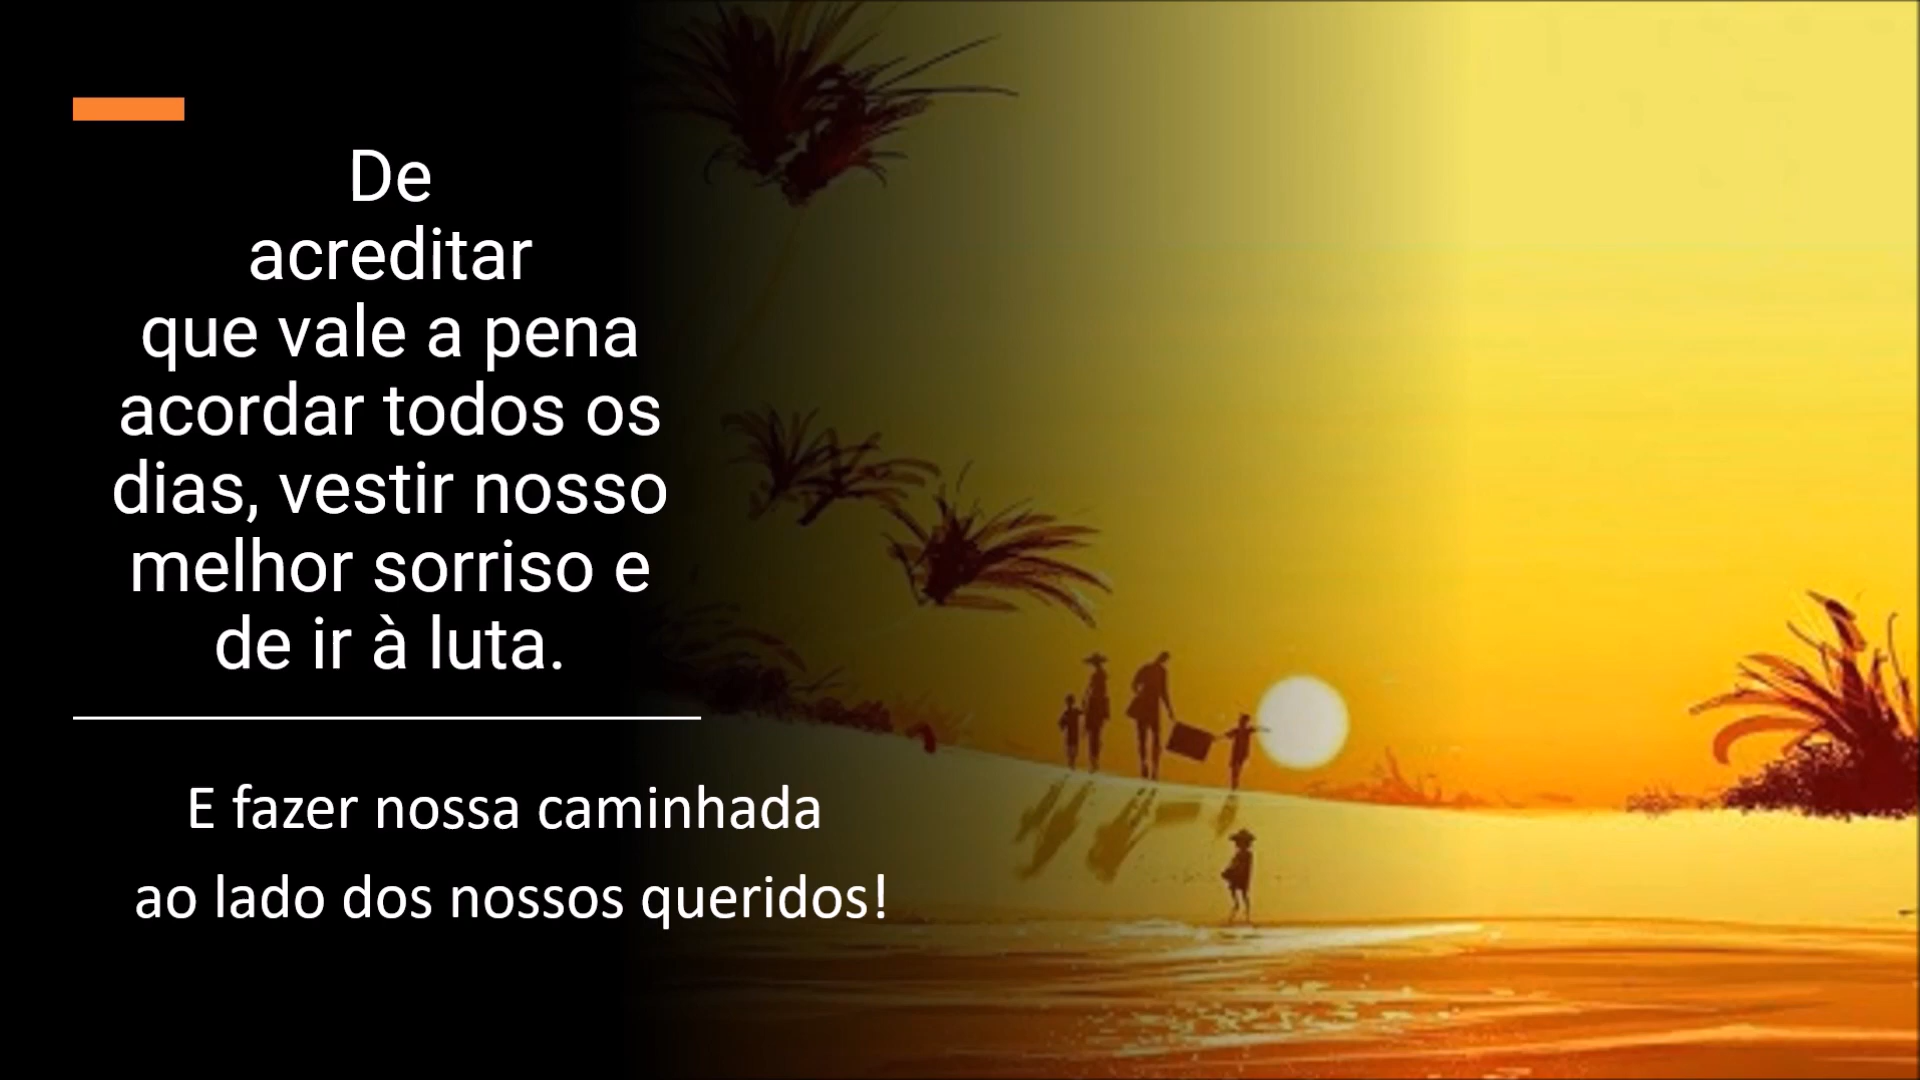 De
acreditar
que vale a pena
acordar todos os
dias, vestir nosso
melhor sorriso e
de ir à luta.
E fazer nossa caminhada
ao lado dos nossos queridos!